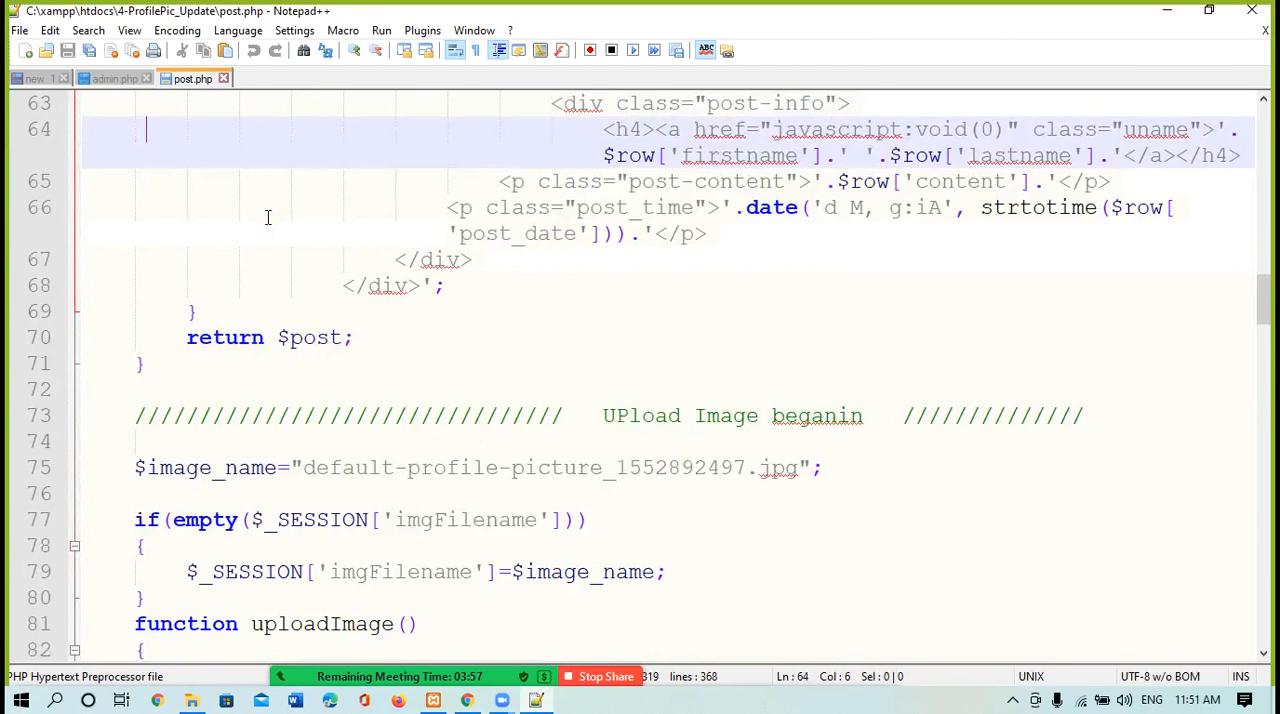 C:\xampp\htdocs\4-ProfilePic_Update\post.php - Notepad++
File Edit Search View Encoding Language Settings Macro Run Plugins Window ? X
new 1 admin.php post.php
63 <div class="post-info">
64 <h4><a href="javascript:void(0)" class="uname">'.
$row['firstname'].' '.$row['lastname'].'</a></h4>
65 <p class="post-content">'.$row['content'].'</p>
66 <p class="post_time">'.date('d M, g:iA', strtotime($row[
'post_date'])).'</p>
67 </div>
68 </div>';
69 }
70 return $post;
71 }
72
73 ///////////////////////////////// UPload Image beganin //////////////
74
75 $image_name="default-profile-picture_1552892497.jpg";
76
77 if(empty($_SESSION['imgFilename']))
78 {
79 $_SESSION['imgFilename']=$image_name;
80 }
81 function uploadImage()
82 {
PHP Hypertext Preprocessor file Remaining Meeting Time: 03:57 Stop Share 319 lines : 368 Ln : 64 Col : 6 Sel : 0 | 0 UNIX UTF-8 w/o BOM INS
ENG 11:51 AM